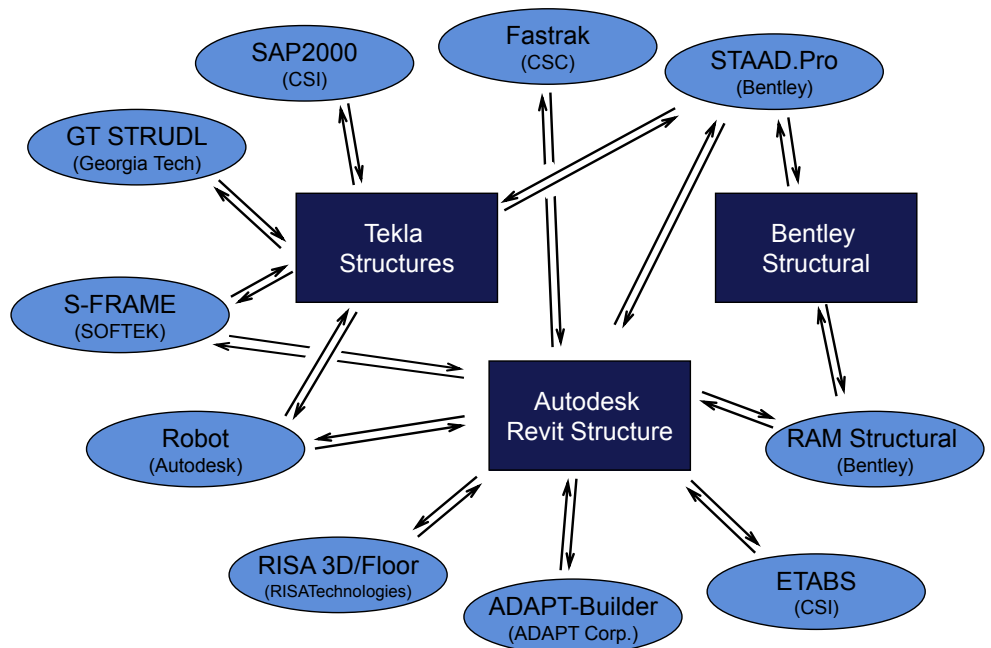 Fastrak
(CSC)
SAP2000
(CSI)
STAAD.Pro
(Bentley)
GT STRUDL
(Georgia Tech)
Tekla
Structures
Bentley
Structural
S-FRAME
(SOFTEK)
Autodesk
Revit Structure
Robot
(Autodesk)
RAM Structural
(Bentley)
RISA 3D/Floor
(RISATechnologies)
ADAPT-Builder
(ADAPT Corp.)
ETABS
(CSI)